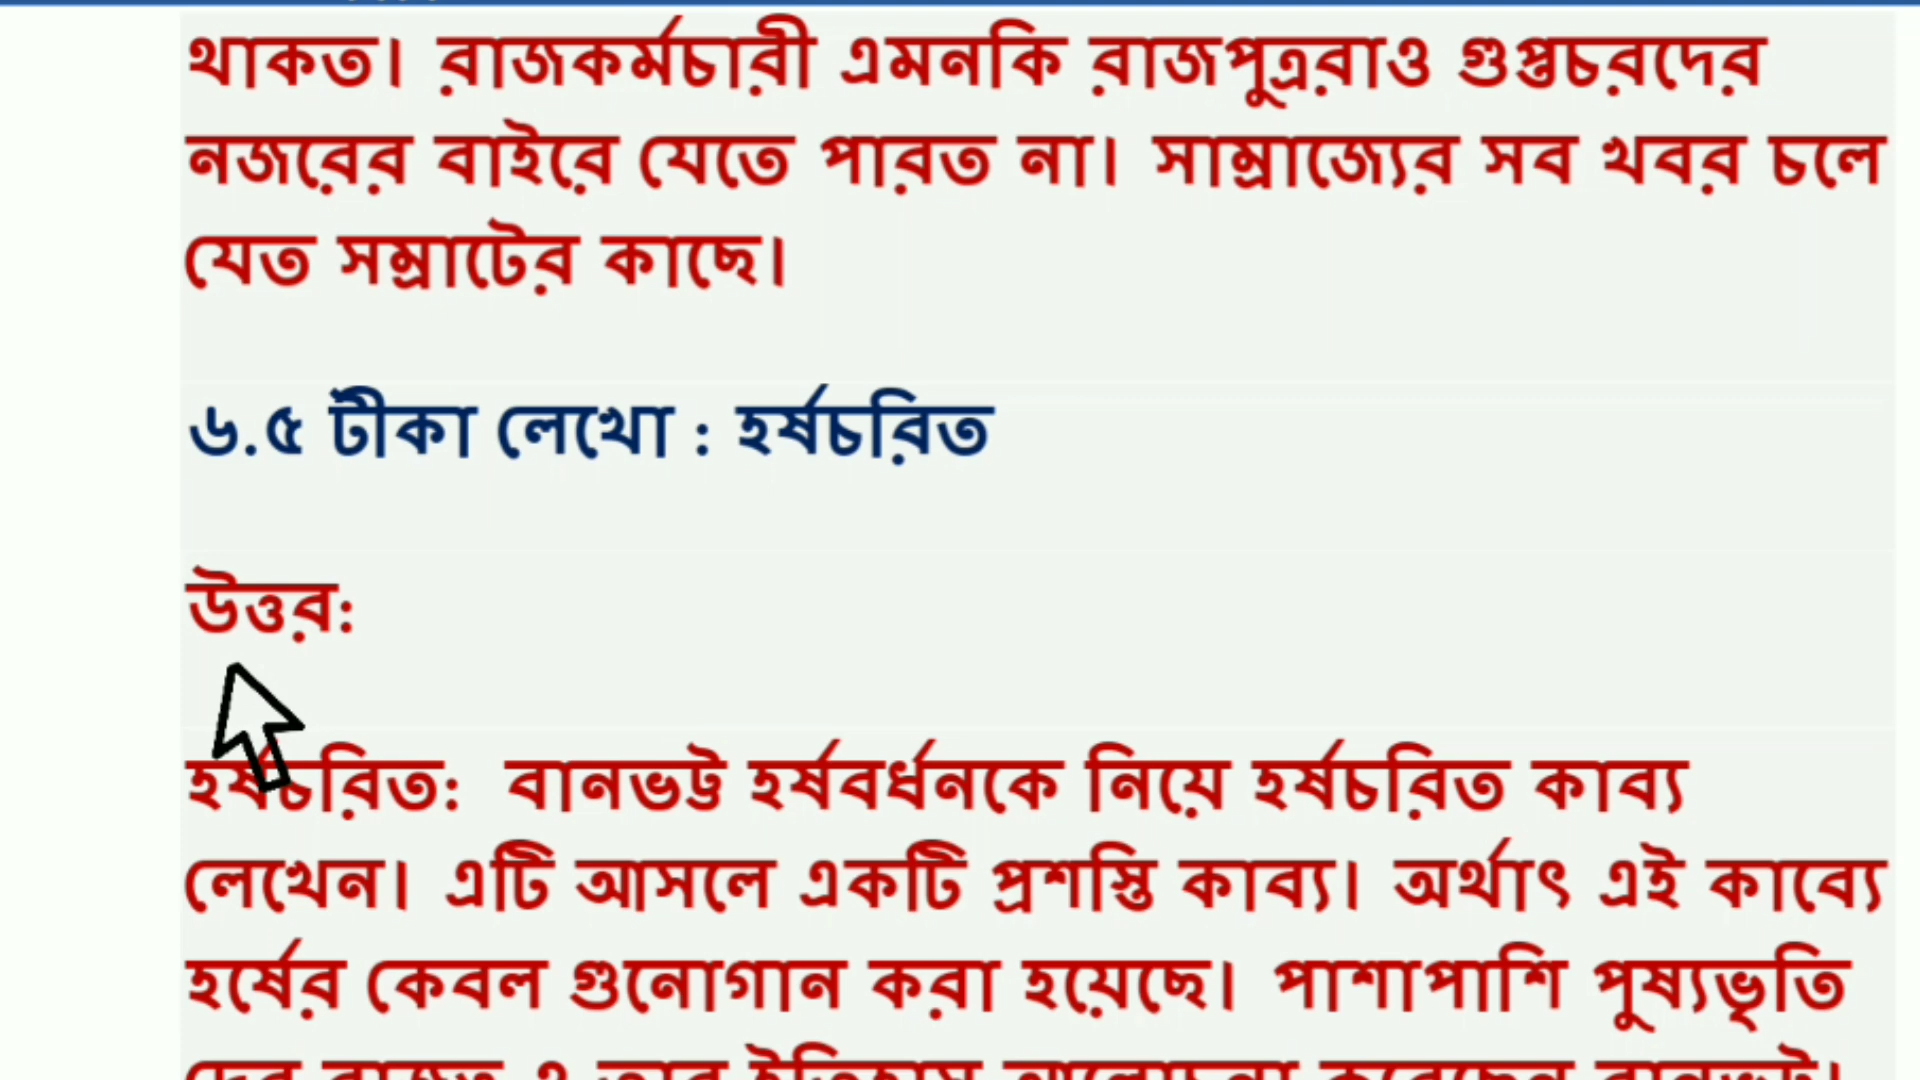 থাকত। রাজকর্মচারী এমনকি রাজপুত্ররাও গুপ্তচরদের
নজরের বাইরে যেতে পারত না। সাম্রাজ্যের সব খবর চলে
যেত সম্রাটের কাছে।
৬.৫ টীকা লেখো : হর্ষচরিত
উত্তর:
হর্ষচরিত: বানভট্ট হর্ষবর্ধনকে নিয়ে হর্ষচরিত কাব্য
লেখেন। এটি আসলে একটি প্রশস্তি কাব্য। অর্থাৎ এই কাব্যে
হর্ষের কেবল গুনোগান করা হয়েছে। পাশাপাশি পুষ্যভূতি